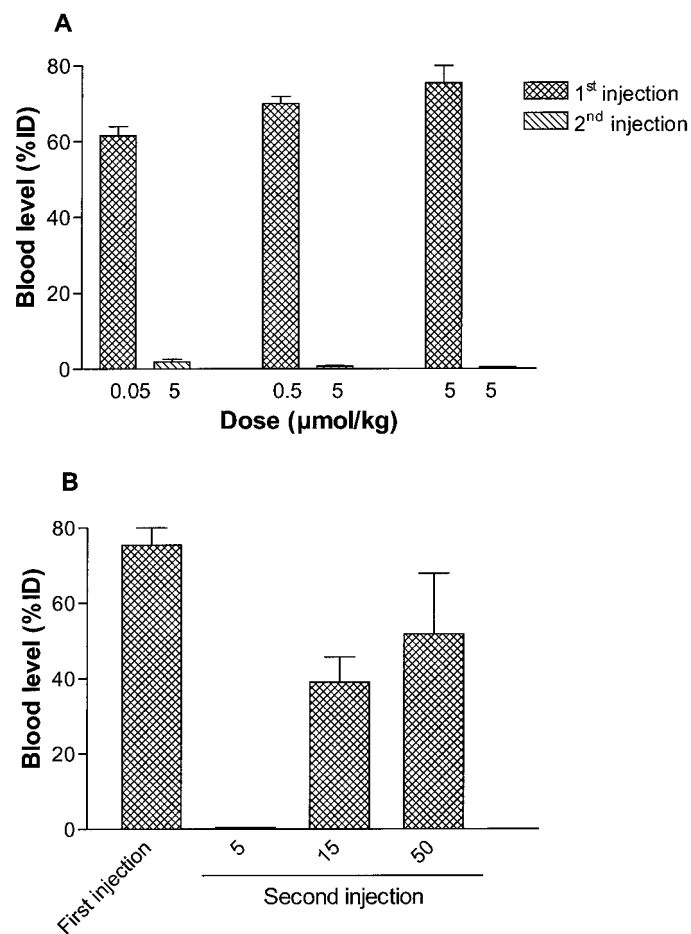 A
80
60
40
20
0
Blood level (%ID)
1st injection
2nd injection
0.05 5 0.5 5 5 5
Dose (µmol/kg)
B
80
60
40
20
0
Blood level (%ID)
First injection
5 15 50
Second injection